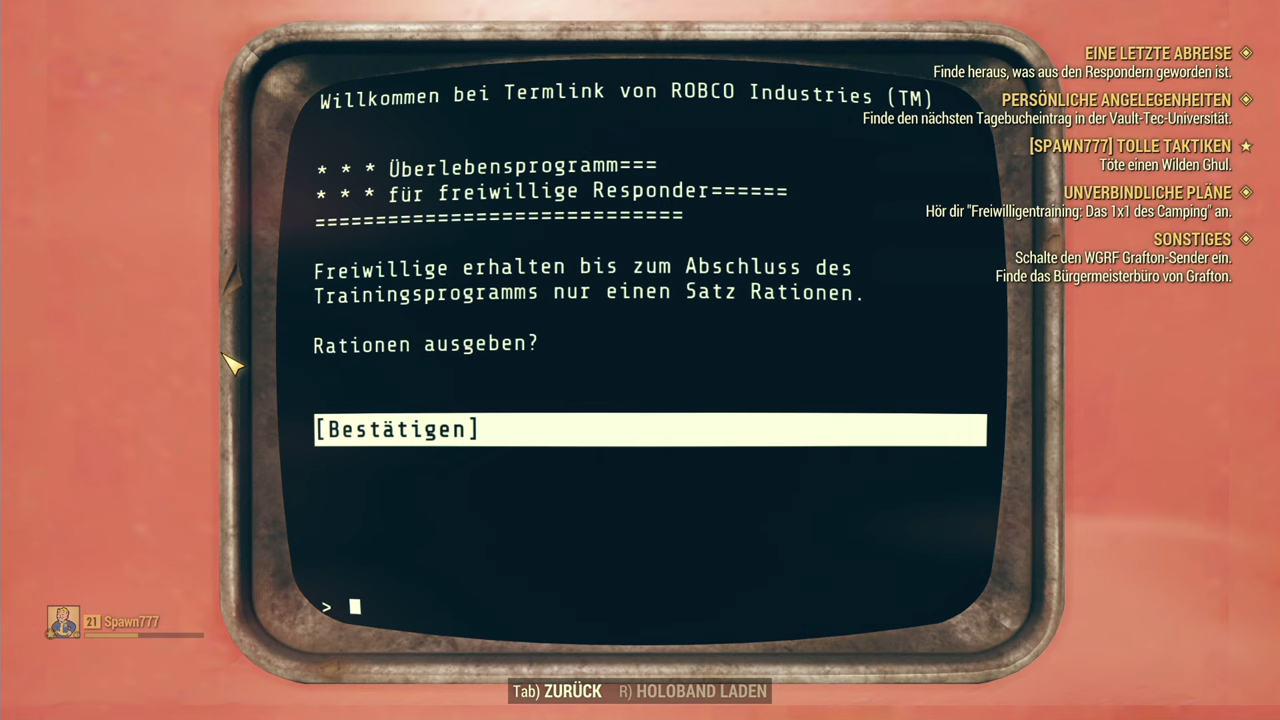 Willkommen bei Termlink von ROBCO Industries (TM)
* * * Überlebensprogramm===
* * * für freiwillige Responder======
==============================
Freiwillige erhalten bis zum Abschluss des
Trainingsprogramms nur einen Satz Rationen.
Rationen ausgeben?
[Bestätigen]
>
EINE LETZTE ABREISE
Finde heraus, was aus den Respondern geworden ist.
PERSÖNLICHE ANGELEGENHEITEN
Finde den nächsten Tagebucheintrag in der Vault-Tec-Universität.
[SPAWN777] TOLLE TAKTIKEN
Töte einen Wilden Ghul.
UNVERBINDLICHE PLÄNE
Hör dir "Freiwilligentraining: Das 1x1 des Camping" an.
SONSTIGES
Schalte den WGRF Grafton-Sender ein.
Finde das Bürgermeisterbüro von Grafton.
21 Spawn777
Tab) ZURÜCK R) HOLOBAND LADEN